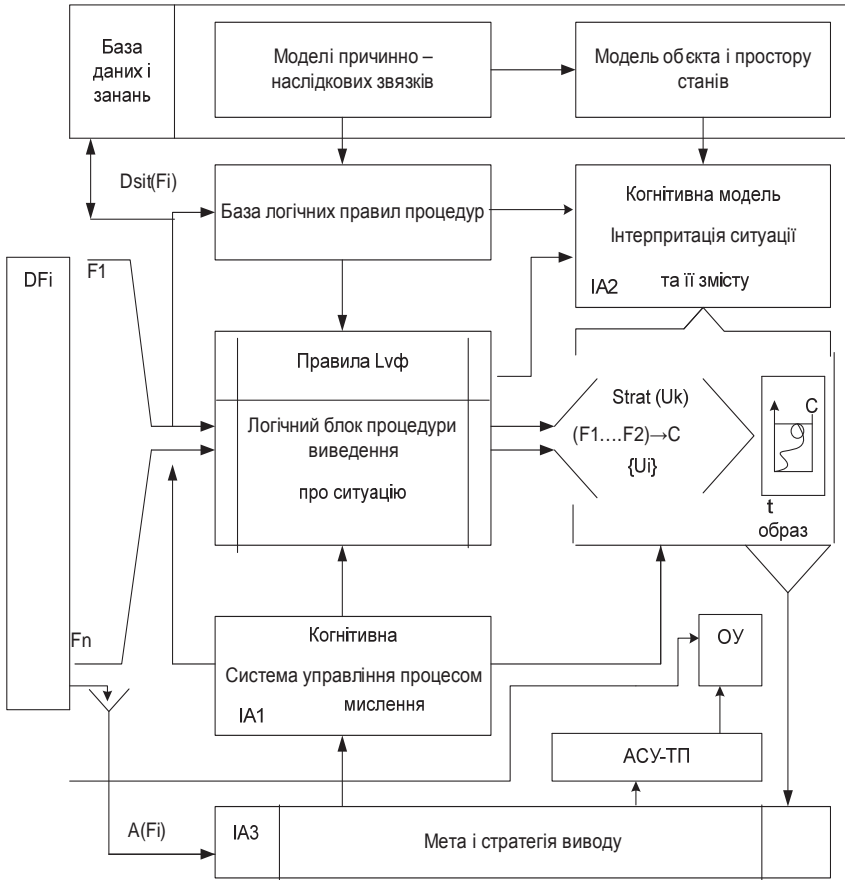 База
даних і
занань
Моделі причинно –
наслідкових звязків
Модель обєкта і простору
станів
Dsit(Fi)
База логічних правил процедур
Когнітивна модель
Інтерпритація ситуації
та її змісту
IA2
DFi
F1
Правила Lvф
Логічний блок процедури
виведення
про ситуацію
Strat (Uk)
(F1....F2)→C
{Ui}
C
t
образ
Fn
Когнітивна
Система управління процесом
мислення
IA1
ОУ
АСУ-ТП
A(Fi)
IA3
Мета і стратегія виводу